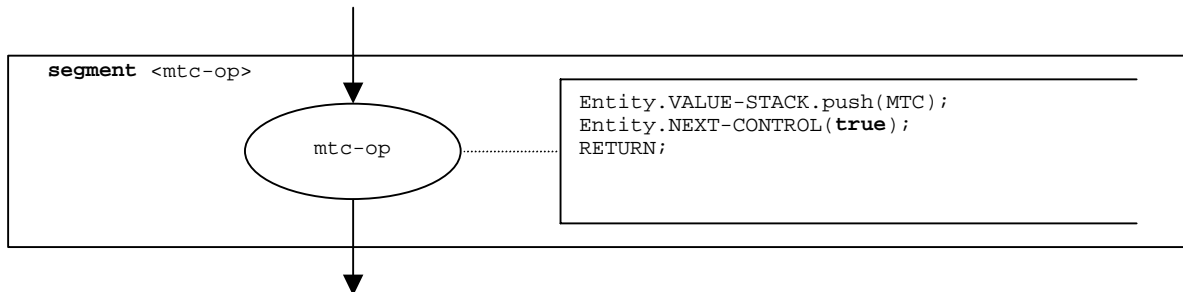 segment <mtc-op>
Entity.VALUE-STACK.push(MTC);
Entity.NEXT-CONTROL(true);
RETURN;
mtc-op